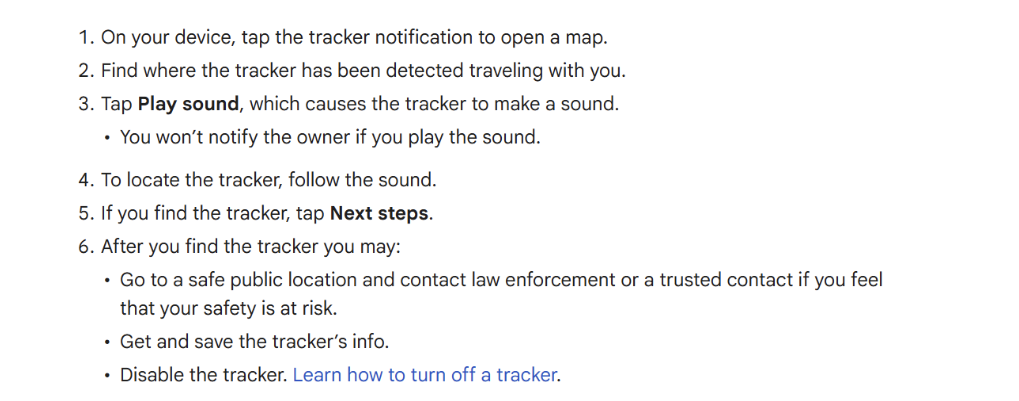 1. On your device, tap the tracker notification to open a map.
2. Find where the tracker has been detected traveling with you.
3. Tap Play sound, which causes the tracker to make a sound.
• You won’t notify the owner if you play the sound.
4. To locate the tracker, follow the sound.
5. If you find the tracker, tap Next steps.
6. After you find the tracker you may:
• Go to a safe public location and contact law enforcement or a trusted contact if you feel
that your safety is at risk.
• Get and save the tracker’s info.
• Disable the tracker. Learn how to turn off a tracker.